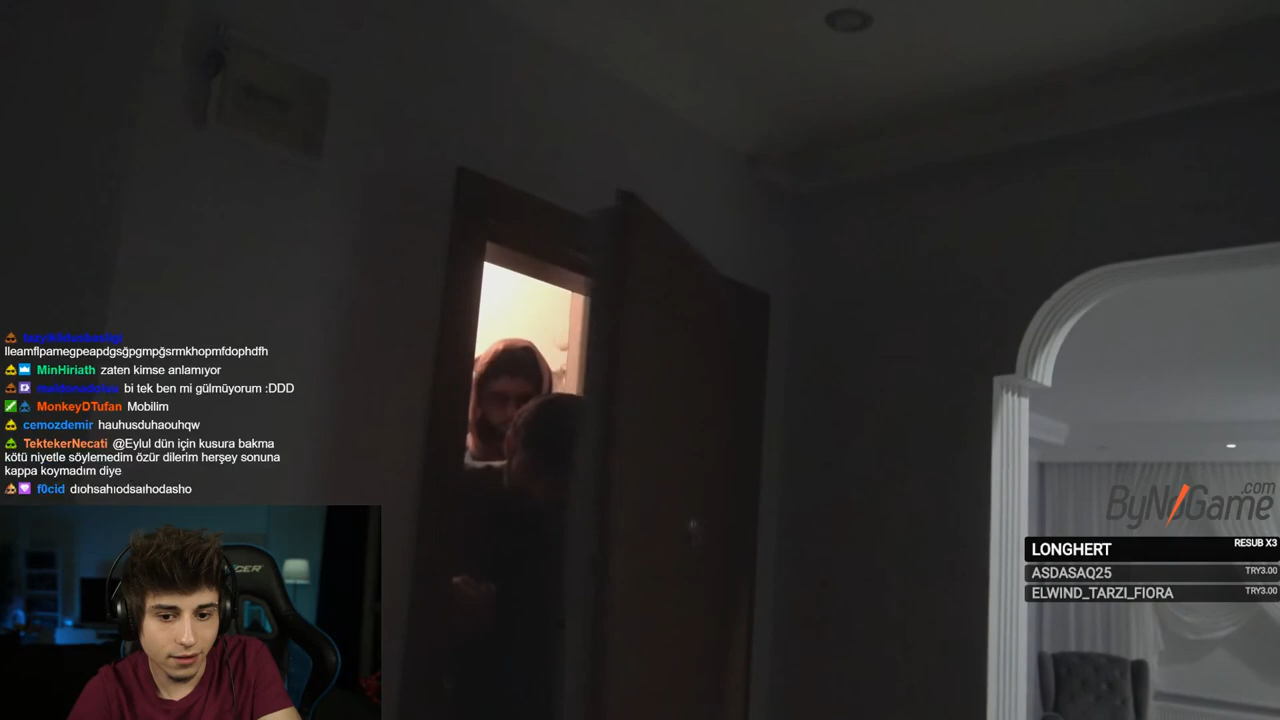 lleamflpamegpeapdgsğpgmpğsrmkhopmfdophdfh
MinHiriath zaten kimse anlamıyor
bi tek ben mi gülmüyorum :DDD
MonkeyDTufan Mobilim
cemozdemir hauhusduhaouhqw
TektekerNecati @Eylul dün için kusura bakma
kötü niyetle söylemedim özür dilerim herşey sonuna
kappa koymadım diye
f0cid dıohsahıodsaıhodasho
ByNoGame.com
LONGHERT RESUB X3
ASDASAQ25 TRY3.00
ELWIND_TARZI_FIORA TRY3.00